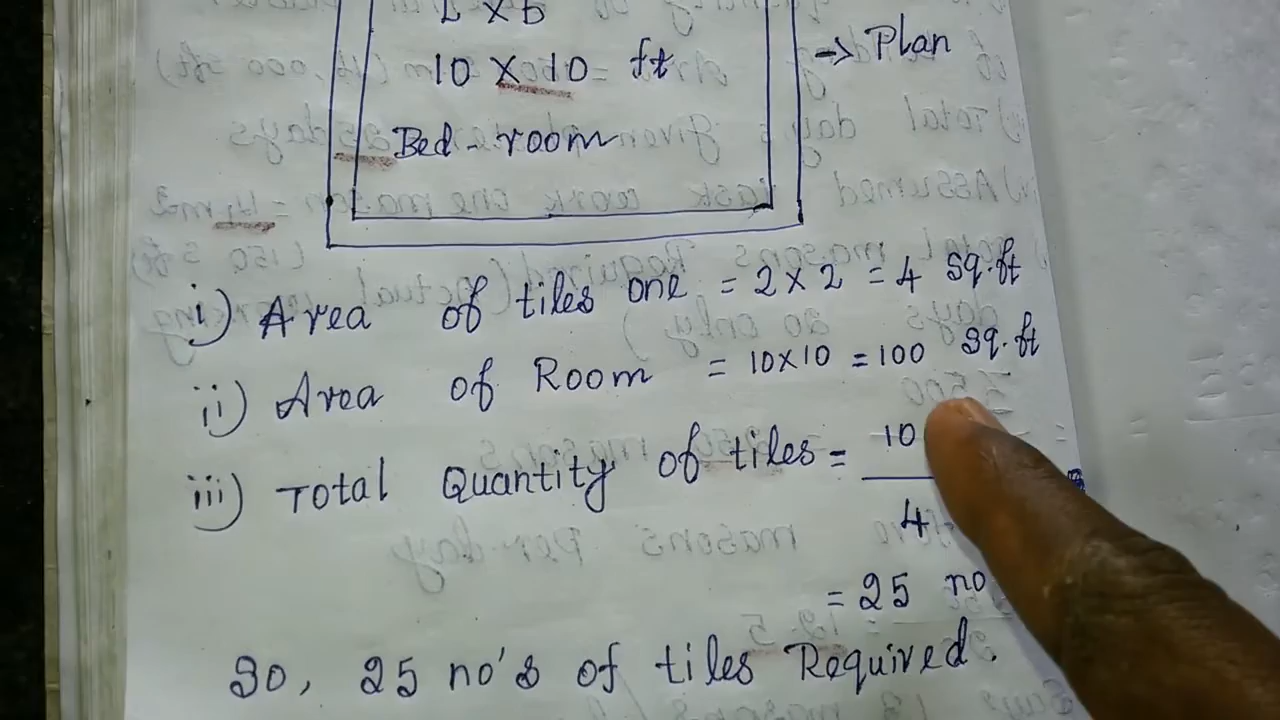 10 X 10 ft
→ Plan
Bed-room
i) Area of tiles one = 2 x 2 = 4 sq.ft
ii) Area of Room = 10x10 = 100 sq.ft
iii) Total Quantity of tiles = 10
4
= 25 no
So, 25 no's of tiles Required.